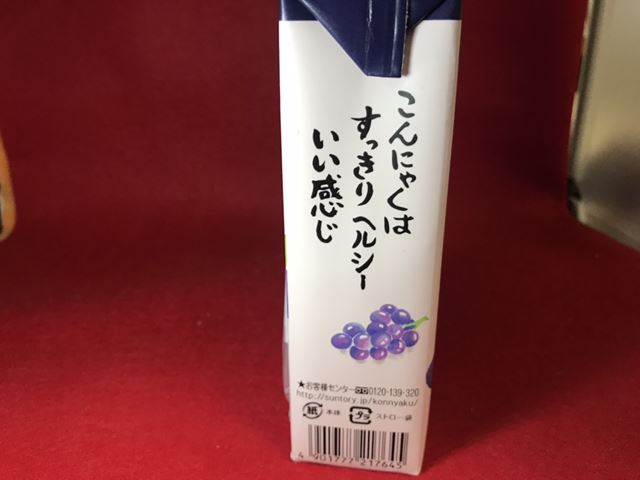 こんにゃくは
すっきり ヘルシー
いい感じ
★お客様センター 0120-139-320
http://suntory.jp/konnyaku/
紙 本体 プラ ストロー袋
4 901777 217645